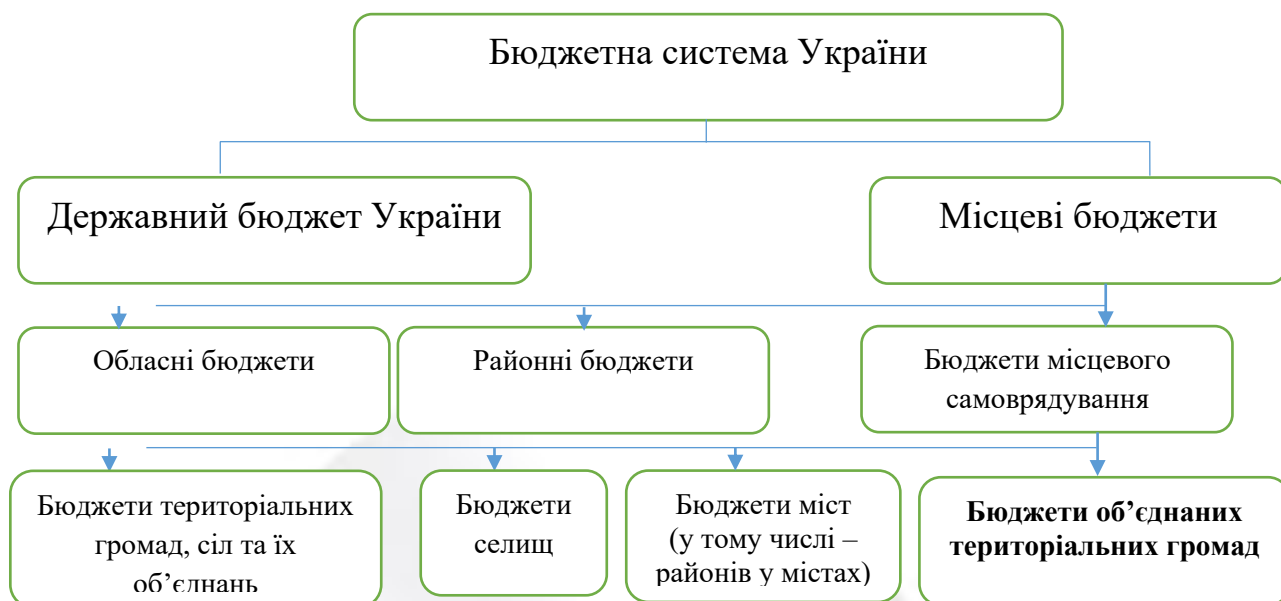 Бюджетна система України
Державний бюджет України
Місцеві бюджети
Обласні бюджети
Районні бюджети
Бюджети місцевого
самоврядування
Бюджети територіальних
громад, сіл та їх
об’єднань
Бюджети
селищ
Бюджети міст
(у тому числі –
районів у містах)
Бюджети об’єднаних
територіальних громад